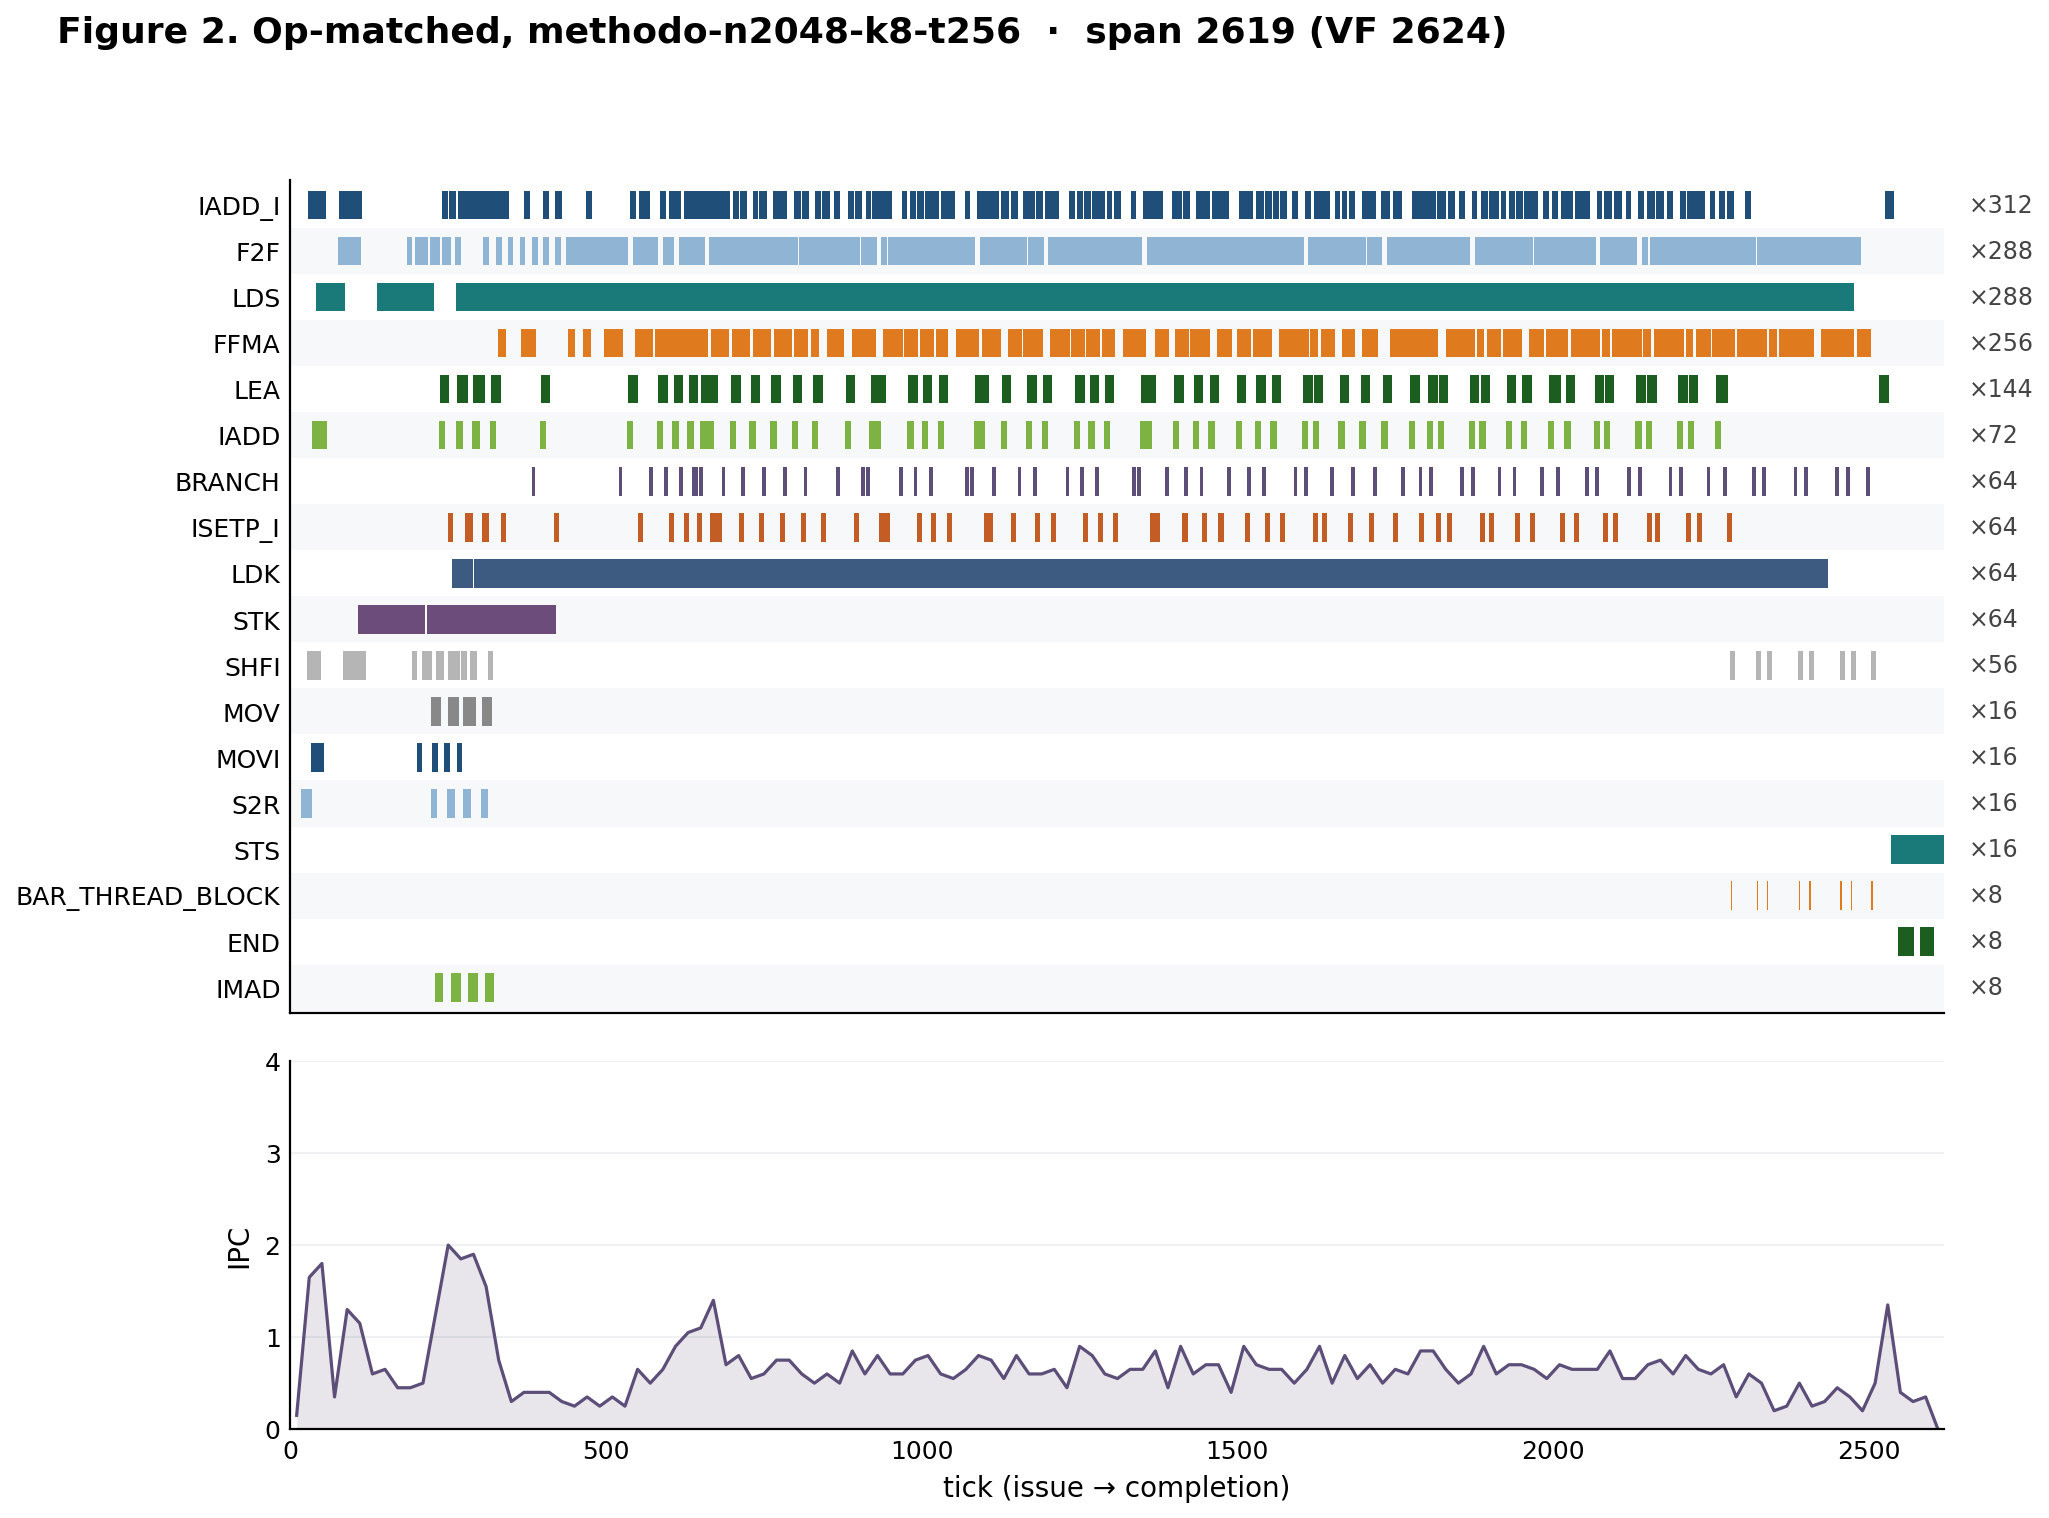 Figure 2. Op-matched, methodo-n2048-k8-t256 · span 2619 (VF 2624)
IADD_I ×312
F2F ×288
LDS ×288
FFMA ×256
LEA ×144
IADD ×72
BRANCH ×64
ISETP_I ×64
LDK ×64
STK ×64
SHFI ×56
MOV ×16
MOVI ×16
S2R ×16
STS ×16
BAR_THREAD_BLOCK ×8
END ×8
IMAD ×8
4
3
2
1
0
IPC
0 500 1000 1500 2000 2500
tick (issue → completion)